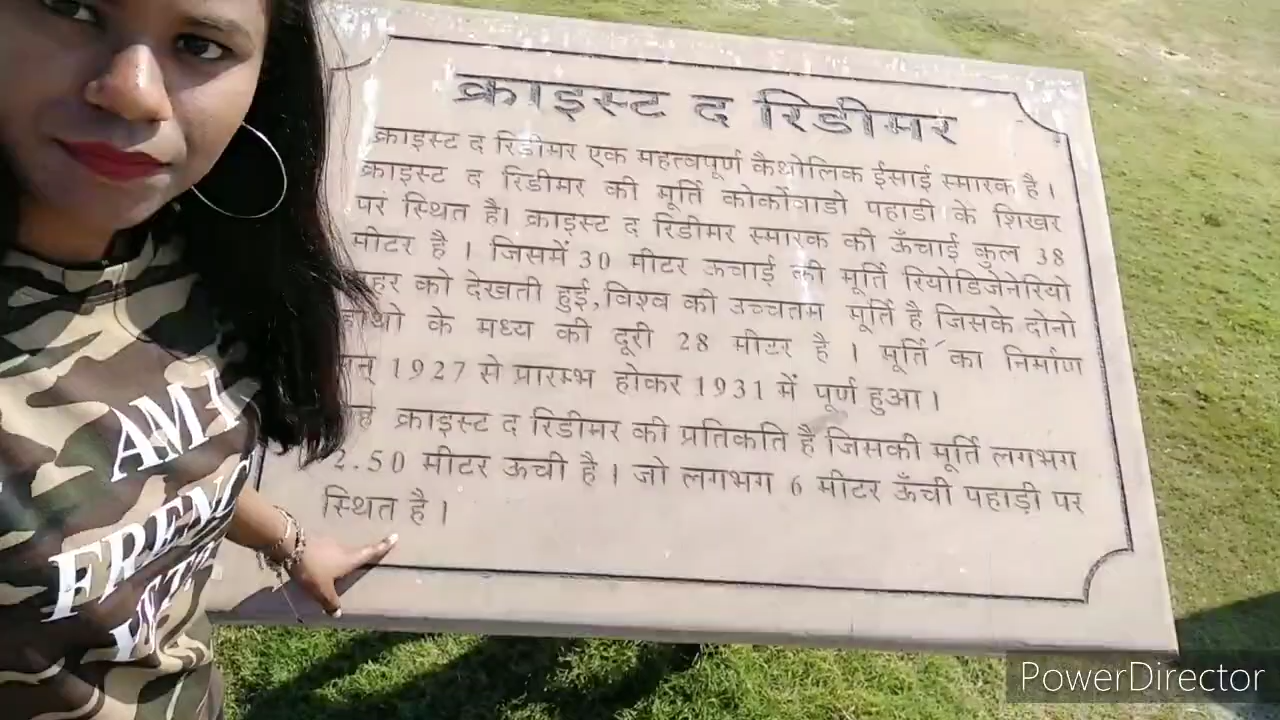 क्राइस्ट द रिडीमर
क्राइस्ट द रिडीमर एक महत्वपूर्ण कैथोलिक ईसाई स्मारक है।
क्राइस्ट द रिडीमर की मूर्ति कोर्कोवाडो पहाडी के शिखर
पर स्थित है। क्राइस्ट द रिडीमर स्मारक की ऊँचाई कुल 38
मीटर है । जिसमें 30 मीटर ऊचाई की मूर्ति रियोडिजेनेरियो
को देखती हुई, विश्व की उच्चतम मूर्ति है जिसके दोनो
के मध्य की दूरी 28 मीटर है । मूर्ति का निर्माण
1927 से प्रारम्भ होकर 1931 में पूर्ण हुआ।
क्राइस्ट द रिडीमर की प्रतिकति है जिसकी मूर्ति लगभग
2.50 मीटर ऊची है । जो लगभग 6 मीटर ऊँची पहाड़ी पर
स्थित है।
AM I
PowerDirector